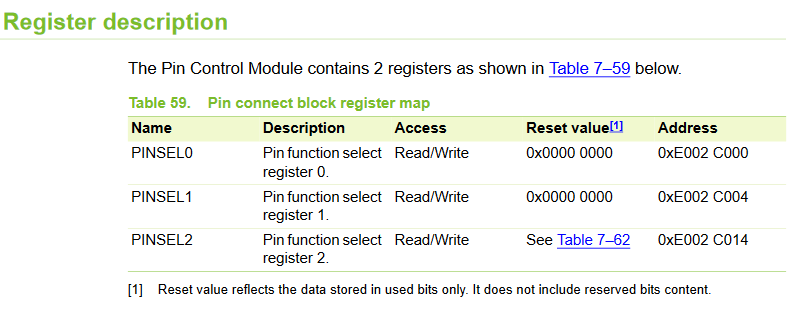 Register description
The Pin Control Module contains 2 registers as shown in Table 7–59 below.
Table 59. Pin connect block register map
Name Description Access Reset value[1] Address
PINSEL0 Pin function select register 0. Read/Write 0x0000 0000 0xE002 C000
PINSEL1 Pin function select register 1. Read/Write 0x0000 0000 0xE002 C004
PINSEL2 Pin function select register 2. Read/Write See Table 7–62 0xE002 C014
[1] Reset value reflects the data stored in used bits only. It does not include reserved bits content.